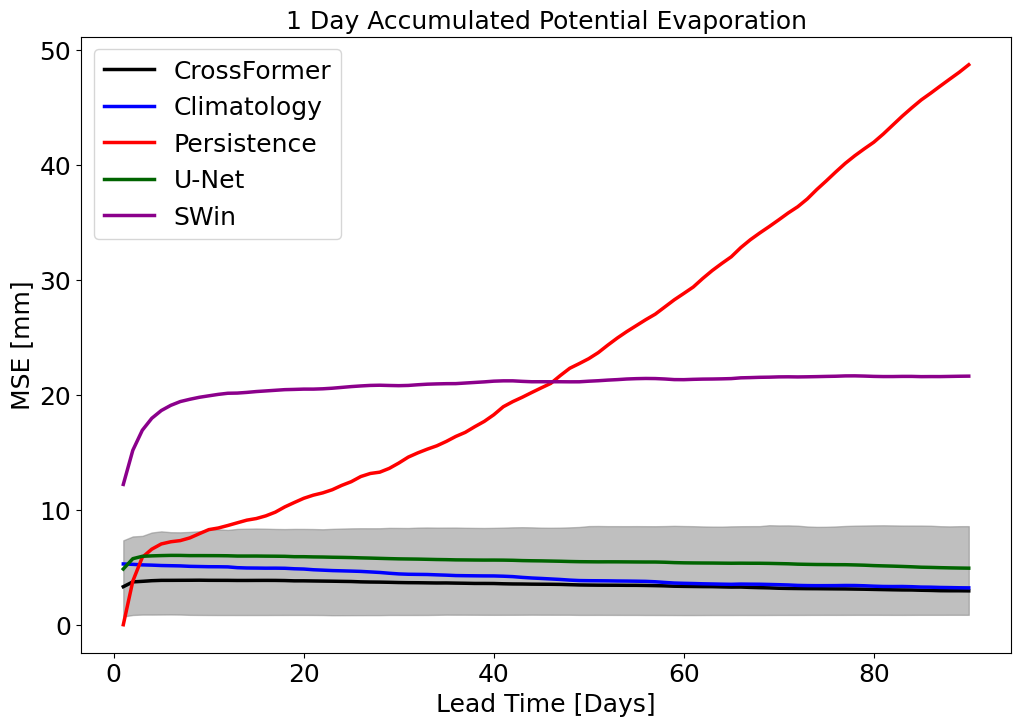 1 Day Accumulated Potential Evaporation
CrossFormer
Climatology
Persistence
U-Net
SWin
MSE [mm]
50
40
30
20
10
0
0 20 40 60 80
Lead Time [Days]